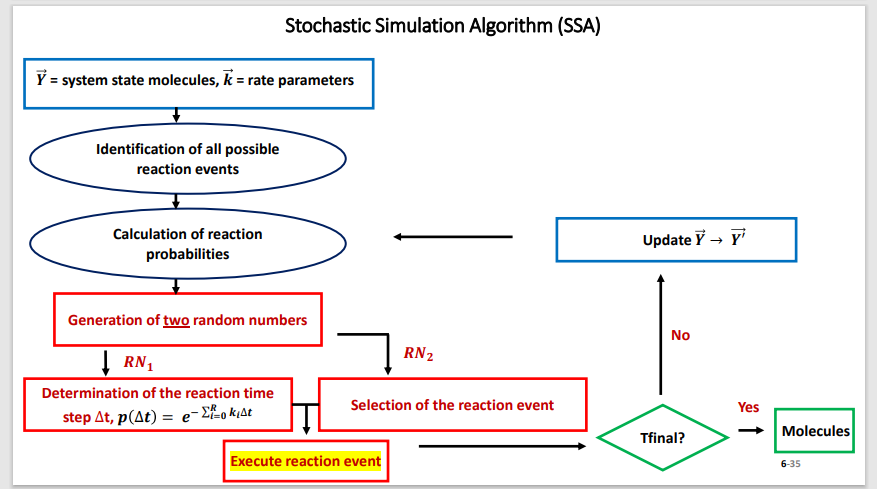 Stochastic Simulation Algorithm (SSA)
$\vec{Y}$ = system state molecules, $\vec{k}$ = rate parameters
Identification of all possible
reaction events
Calculation of reaction
probabilities
Update $\vec{Y} \rightarrow \vec{Y'}$
Generation of two random numbers
$RN_1$
$RN_2$
No
Determination of the reaction time
step Δt, $p(\Delta t) = e^{-\sum_{i=0}^{R} k_i \Delta t}$
Selection of the reaction event
Execute reaction event
Tfinal?
Yes
Molecules
6-35